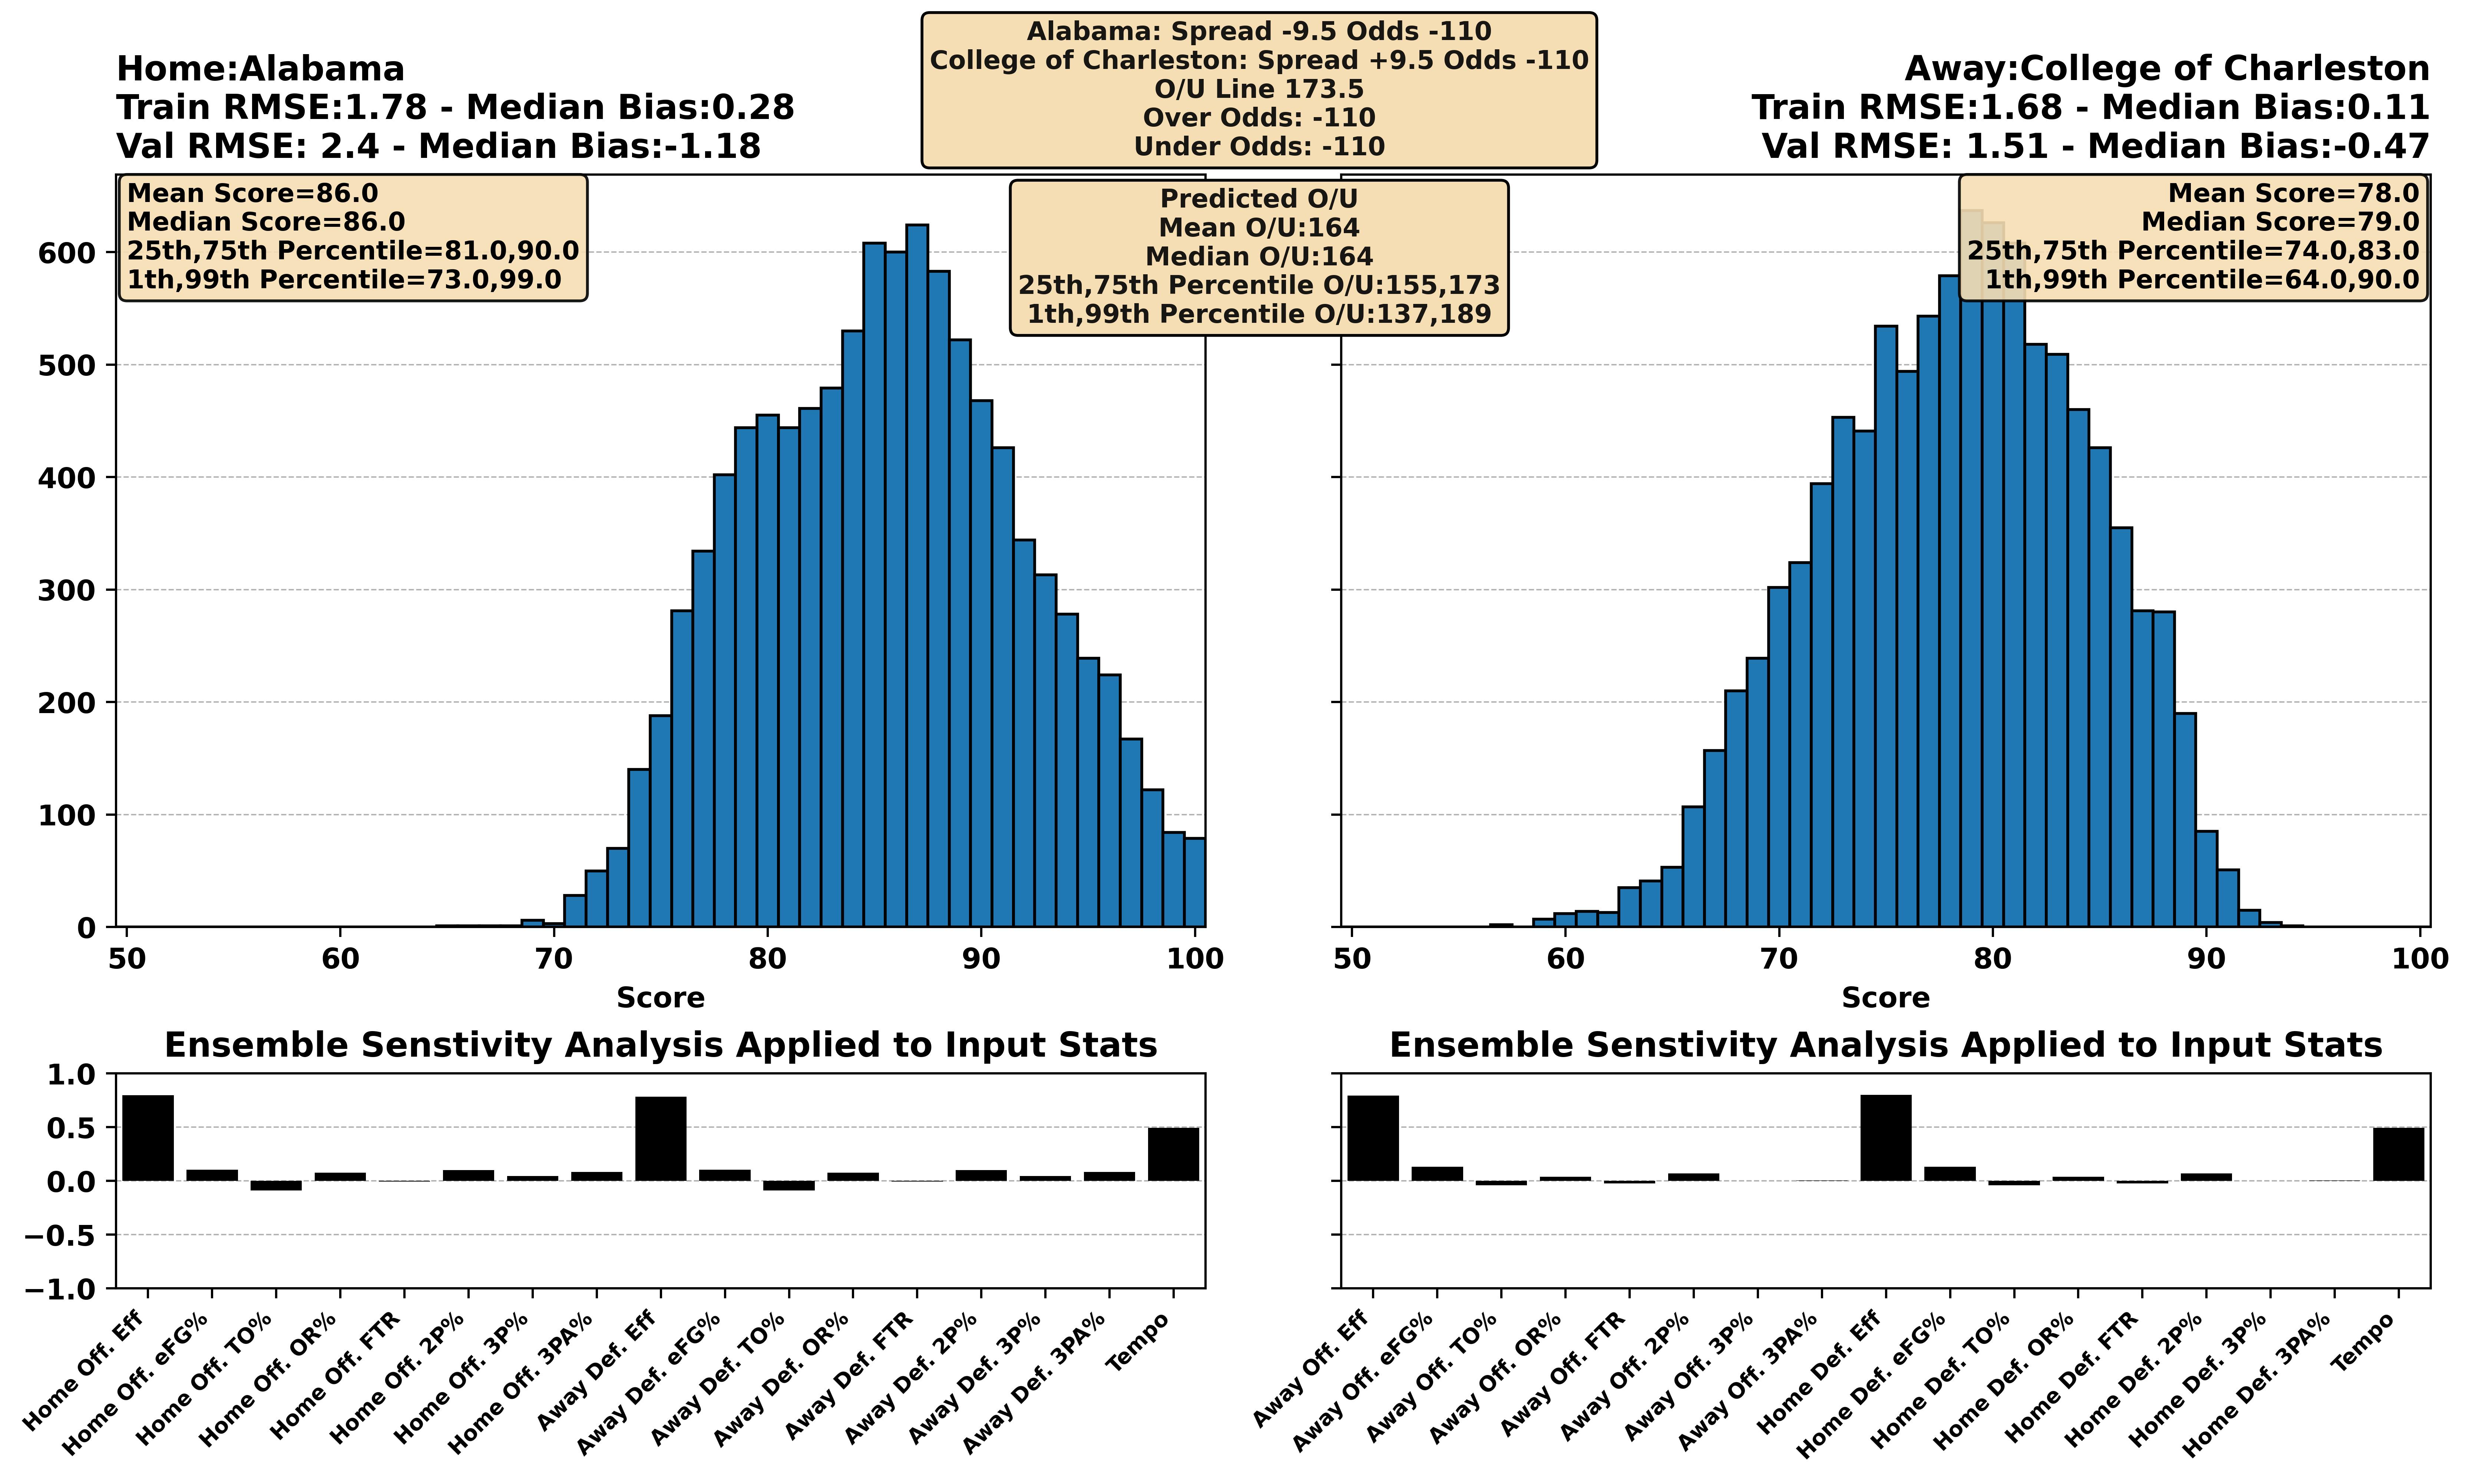 Alabama: Spread -9.5 Odds -110
College of Charleston: Spread +9.5 Odds -110
O/U Line 173.5
Over Odds: -110
Under Odds: -110
Home:Alabama
Train RMSE:1.78 - Median Bias:0.28
Val RMSE: 2.4 - Median Bias:-1.18
Away:College of Charleston
Train RMSE:1.68 - Median Bias:0.11
Val RMSE: 1.51 - Median Bias:-0.47
Mean Score=86.0
Median Score=86.0
25th,75th Percentile=81.0,90.0
1th,99th Percentile=73.0,99.0
Predicted O/U
Mean O/U:164
Median O/U:164
25th,75th Percentile O/U:155,173
1th,99th Percentile O/U:137,189
Mean Score=78.0
Median Score=79.0
25th,75th Percentile=74.0,83.0
1th,99th Percentile=64.0,90.0
600
500
400
300
200
100
0
50 60 70 80 90 100
Score
50 60 70 80 90 100
Score
Ensemble Senstivity Analysis Applied to Input Stats
Ensemble Senstivity Analysis Applied to Input Stats
1.0
0.5
0.0
−0.5
−1.0
Home Off. Eff
Home Off. eFG%
Home Off. TO%
Home Off. OR%
Home Off. FTR
Home Off. 2P%
Home Off. 3P%
Home Off. 3PA%
Away Def. Eff
Away Def. eFG%
Away Def. TO%
Away Def. OR%
Away Def. FTR
Away Def. 2P%
Away Def. 3P%
Away Def. 3PA%
Tempo
Away Off. Eff
Away Off. eFG%
Away Off. TO%
Away Off. OR%
Away Off. FTR
Away Off. 2P%
Away Off. 3P%
Away Off. 3PA%
Home Def. Eff
Home Def. eFG%
Home Def. TO%
Home Def. OR%
Home Def. FTR
Home Def. 2P%
Home Def. 3P%
Home Def. 3PA%
Tempo